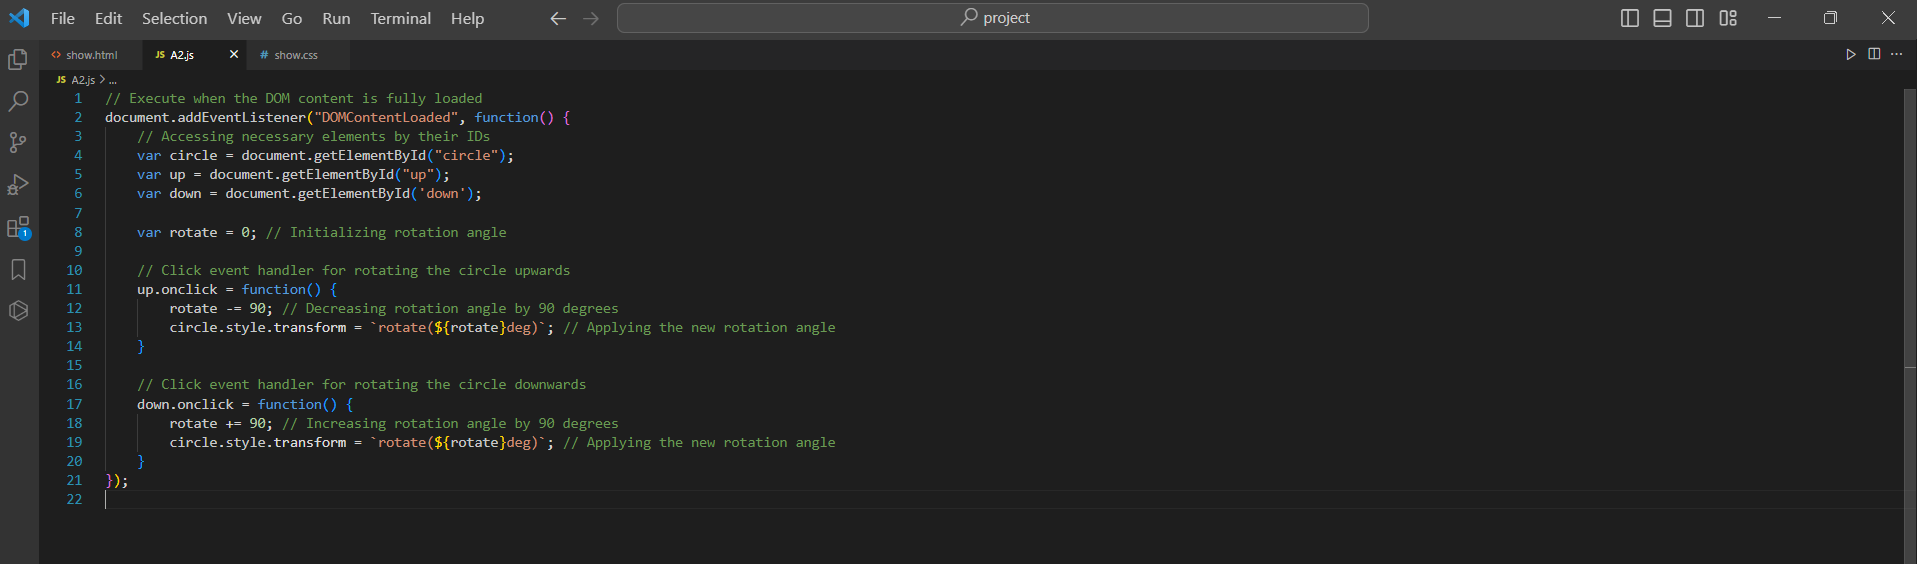 File Edit Selection View Go Run Terminal Help
project
show.html
JS A2.js
# show.css
JS A2.js > ...
1 // Execute when the DOM content is fully loaded
2 document.addEventListener("DOMContentLoaded", function() {
3 // Accessing necessary elements by their IDs
4 var circle = document.getElementById("circle");
5 var up = document.getElementById("up");
6 var down = document.getElementById('down');
7
8 var rotate = 0; // Initializing rotation angle
9
10 // Click event handler for rotating the circle upwards
11 up.onclick = function() {
12 rotate -= 90; // Decreasing rotation angle by 90 degrees
13 circle.style.transform = `rotate(${rotate}deg)`; // Applying the new rotation angle
14 }
15
16 // Click event handler for rotating the circle downwards
17 down.onclick = function() {
18 rotate += 90; // Increasing rotation angle by 90 degrees
19 circle.style.transform = `rotate(${rotate}deg)`; // Applying the new rotation angle
20 }
21 });
22
1